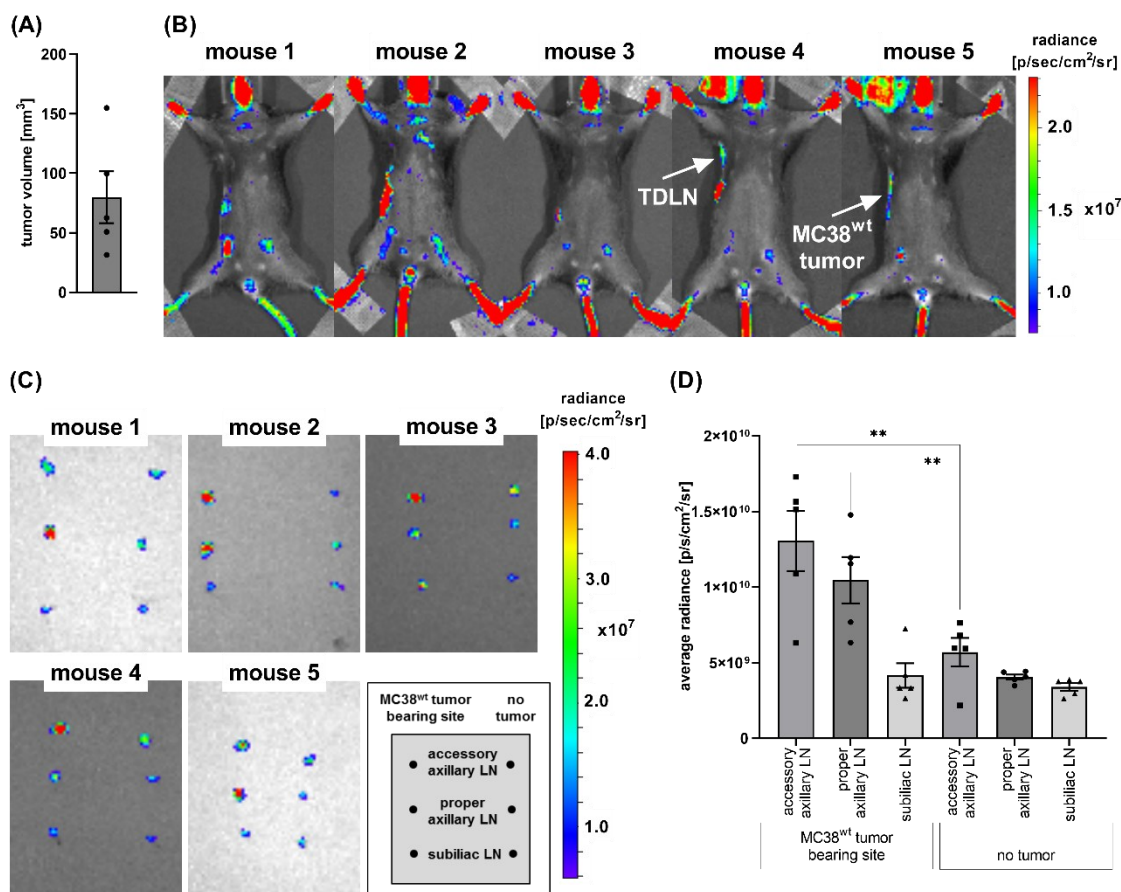 (A)
200
150
100
50
0
tumor volume [mm³]
(B)
mouse 1 mouse 2 mouse 3 mouse 4 mouse 5
radiance
[p/sec/cm²/sr]
TDLN
MC38ʷᵗ
tumor
2.0
1.5
x10⁷
1.0
(C)
mouse 1 mouse 2 mouse 3
mouse 4 mouse 5
MC38ʷᵗ tumor
bearing site
no
tumor
accessory
axillary LN
proper
axillary LN
subiliac LN
radiance
[p/sec/cm²/sr]
4.0
3.0
x10⁷
2.0
1.0
(D)
average radiance [p/s/cm²/sr]
2×10¹⁰
1.5×10¹⁰
1×10¹⁰
5×10⁹
0
**
**
accessory
axillary LN
proper
axillary LN
subiliac LN
accessory
axillary LN
proper
axillary LN
subiliac LN
MC38ʷᵗ tumor
bearing site
no tumor